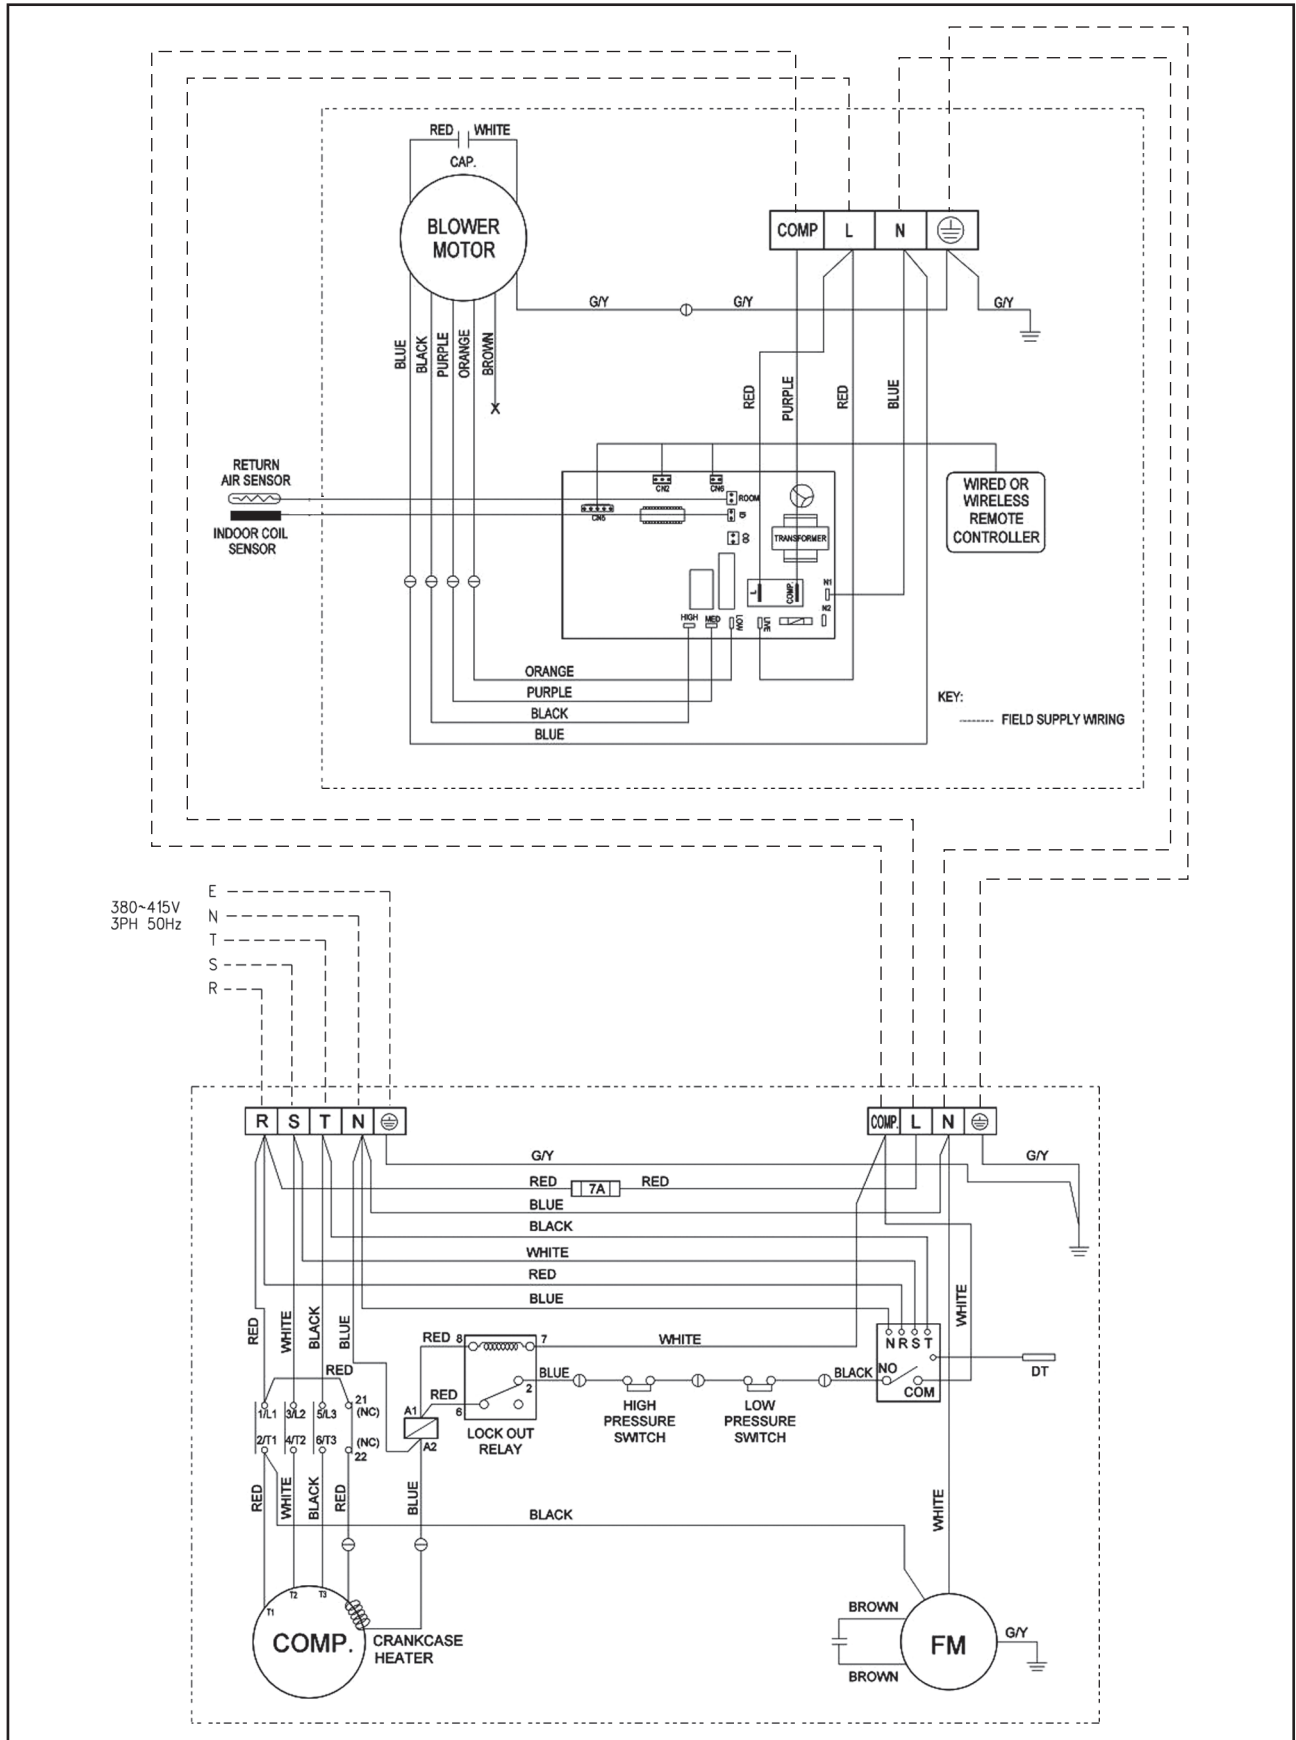 RED WHITE
CAP.
BLOWER
MOTOR
COMP L N
G/Y G/Y G/Y
BLUE BLACK PURPLE ORANGE BROWN
X
RED PURPLE RED BLUE
RETURN
AIR SENSOR
INDOOR COIL
SENSOR
CN2 CN6
ROOM
CN5
ID
OD
TRANSFORMER
WIRED OR
WIRELESS
REMOTE
CONTROLLER
L COMP.
N1
N2
HIGH MED LOW LIVE
ORANGE
PURPLE
BLACK
BLUE
KEY:
FIELD SUPPLY WIRING
380~415V
3PH 50Hz
E
N
T
S
R
R S T N
COMP. L N
G/Y G/Y
RED 7A RED
BLUE
BLACK
WHITE
RED
BLUE
RED WHITE BLACK BLUE
WHITE
RED 8 7 WHITE
N R S T
RED
BLUE BLACK NO
COM
DT
2
RED
6
21
(NC)
1/L1 3/L2 5/L3
2/T1 4/T2 6/T3
(NC)
22
A1
A2
LOCK OUT
RELAY
HIGH
PRESSURE
SWITCH
LOW
PRESSURE
SWITCH
RED WHITE BLACK RED BLUE
BLACK
WHITE
T1 T2 T3
COMP.
CRANKCASE
HEATER
BROWN
BROWN
FM
G/Y